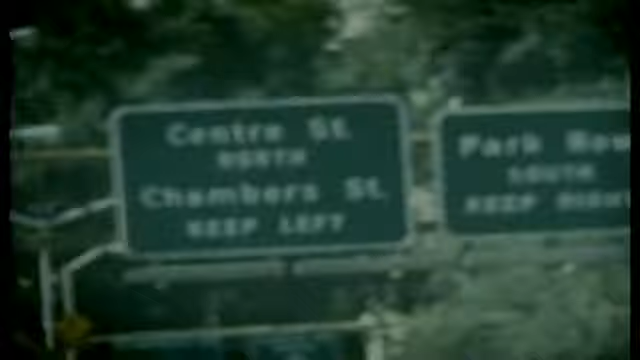 Centre St.
NORTH
Chambers St.
KEEP LEFT
Park Row
SOUTH
KEEP RIGHT